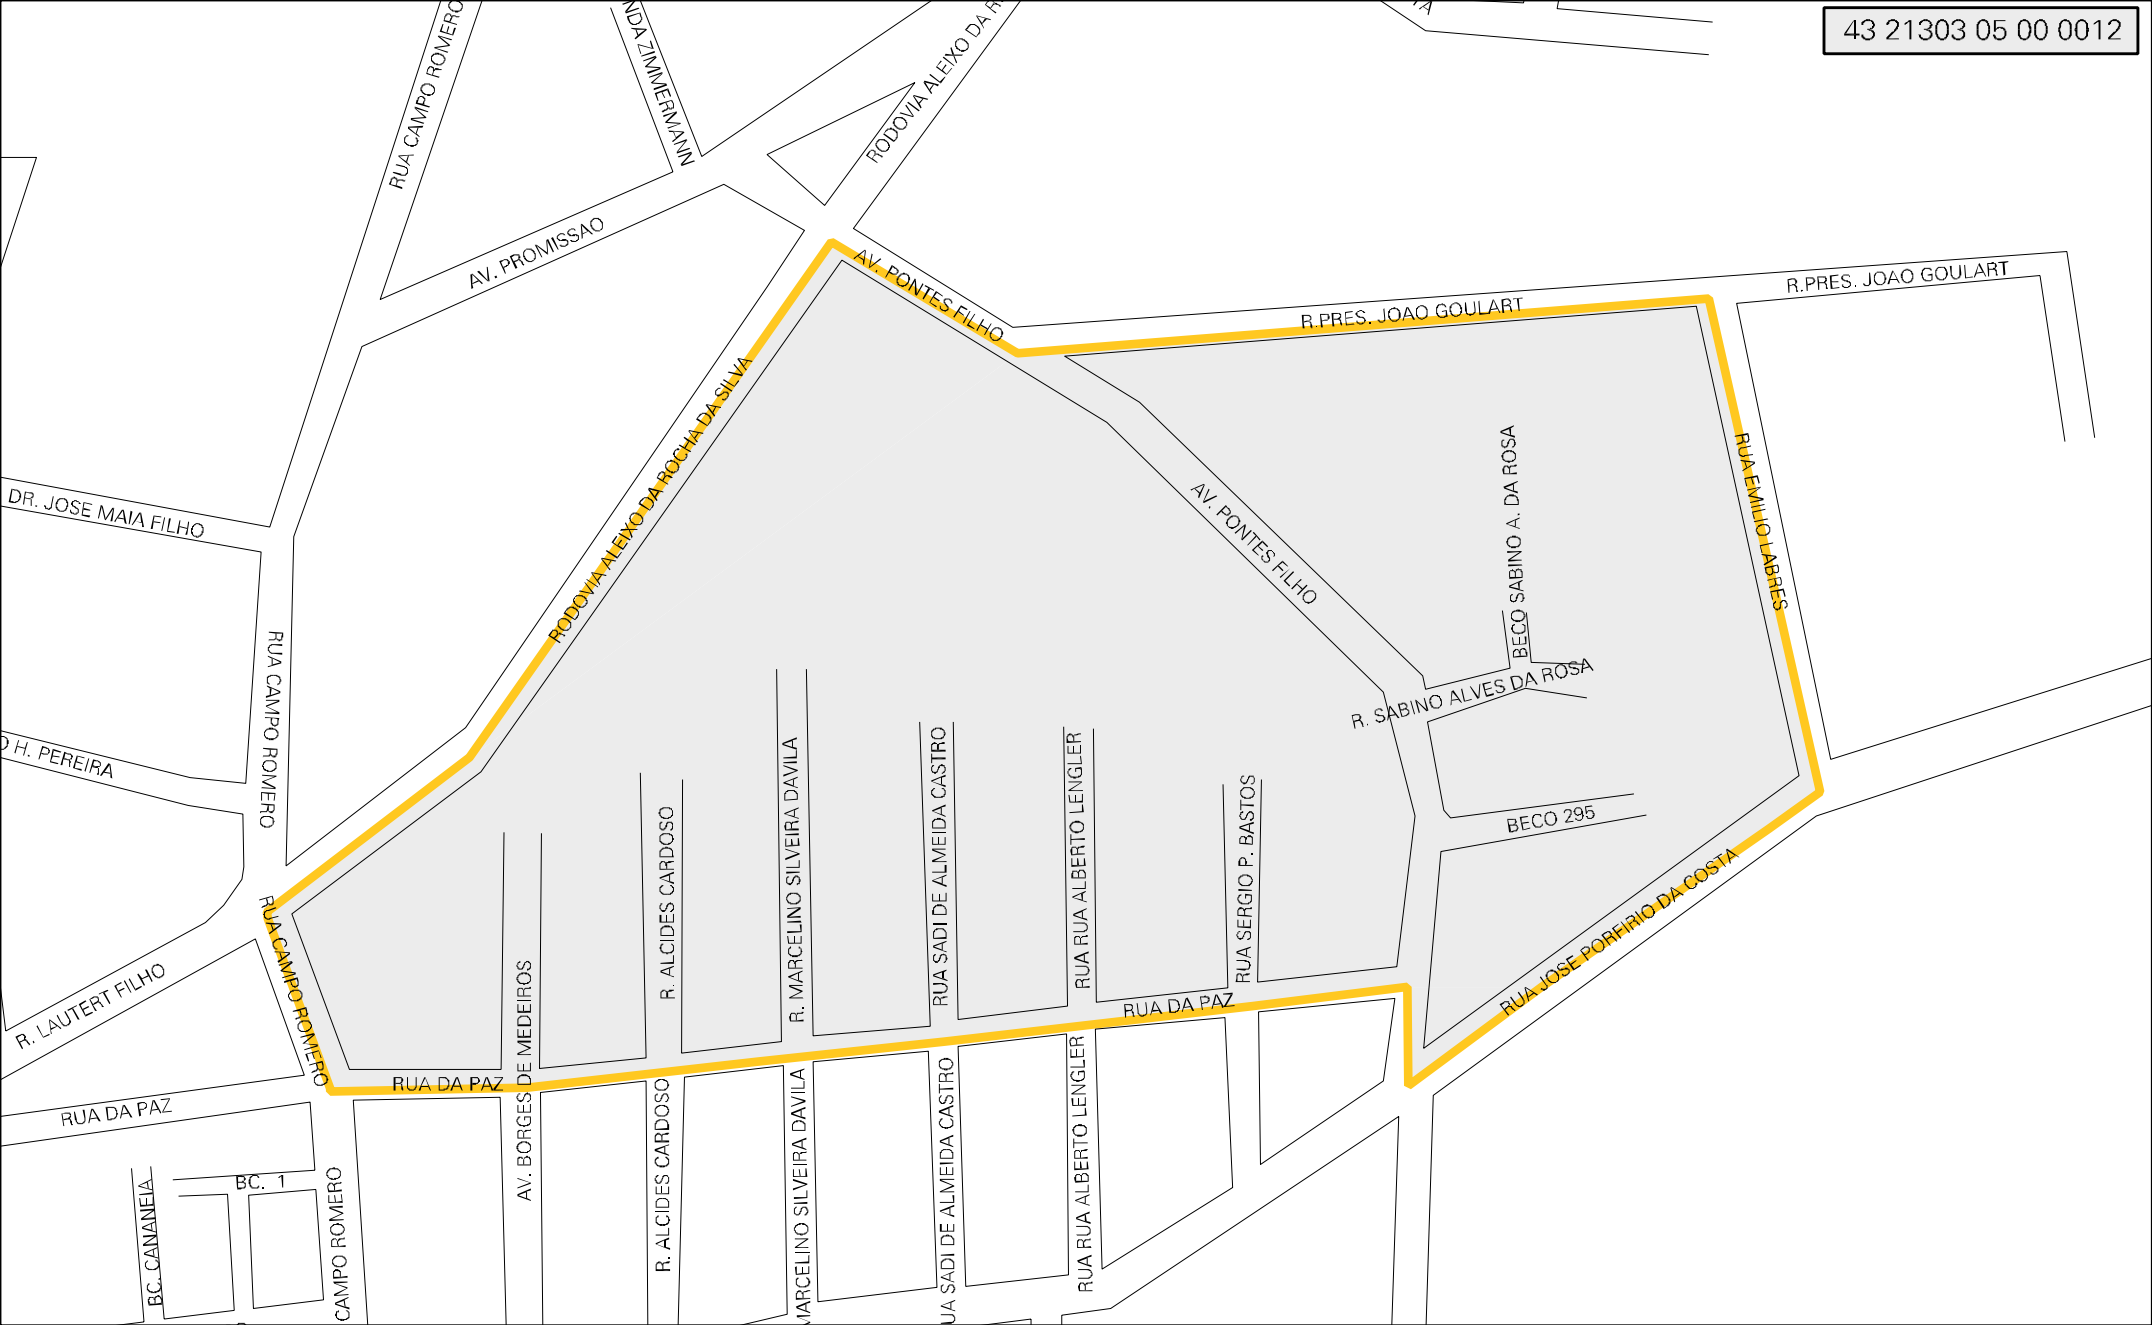 43 21303 05 00 0012
RUA CAMPO ROMERO
ZIMMERMANN
RODOVIA ALEIXO DA
AV. PROMISSAO
AV. PONTES FILHO
R.PRES. JOAO GOULART
R.PRES. JOAO GOULART
RODOVIA ALEIXO DA ROCHA DA SILVA
DR. JOSE MAIA FILHO
AV. PONTES FILHO
BECO SABINO A. DA ROSA
RUA EMILIO LABRES
RUA CAMPO ROMERO
R. SABINO ALVES DA ROSA
H. PEREIRA
R. ALCIDES CARDOSO
R. MARCELINO SILVEIRA DAVILA
RUA SADI DE ALMEIDA CASTRO
RUA RUA ALBERTO LENGLER
RUA SERGIO P. BASTOS
BECO 295
RUA JOSE PORFIRIO DA COSTA
RUA CAMPO ROMERO
R. LAUTERT FILHO
AV. BORGES DE MEDEIROS
RUA DA PAZ
RUA DA PAZ
RUA DA PAZ
R. ALCIDES CARDOSO
MARCELINO SILVEIRA DAVILA
UA SADI DE ALMEIDA CASTRO
RUA RUA ALBERTO LENGLER
BC. 1
BC. CANANEIA
CAMPO ROMERO